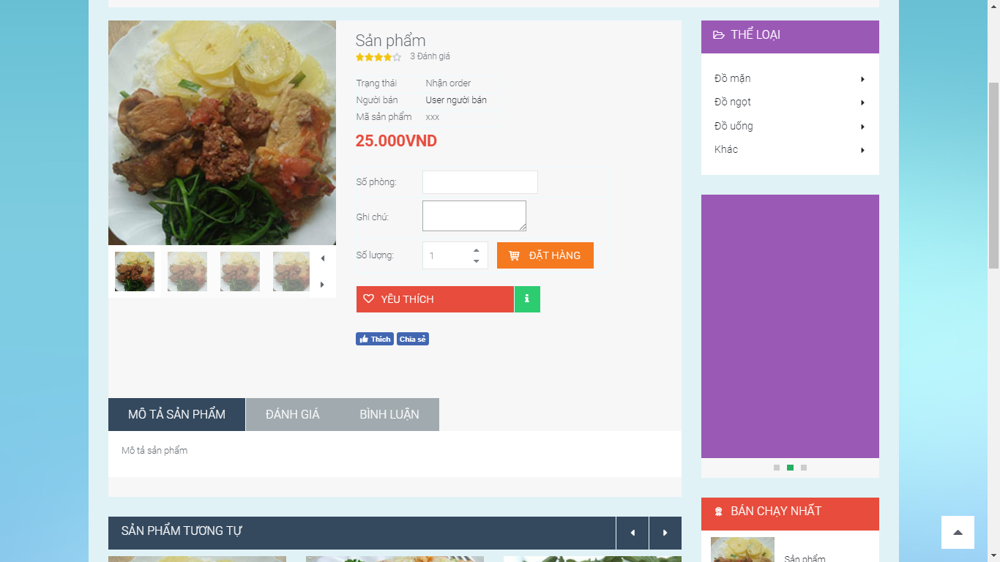 Sản phẩm
3 Đánh giá
Trạng thái Nhận order
Người bán User người bán
Mã sản phẩm xxx
25.000VND
Số phòng:
Ghi chú:
Số lượng: 1 ĐẶT HÀNG
YÊU THÍCH
Thích Chia sẻ
MÔ TẢ SẢN PHẨM ĐÁNH GIÁ BÌNH LUẬN
Mô tả sản phẩm
SẢN PHẨM TƯƠNG TỰ
THỂ LOẠI
Đồ mặn
Đồ ngọt
Đồ uống
Khác
BÁN CHẠY NHẤT
Sản phẩm